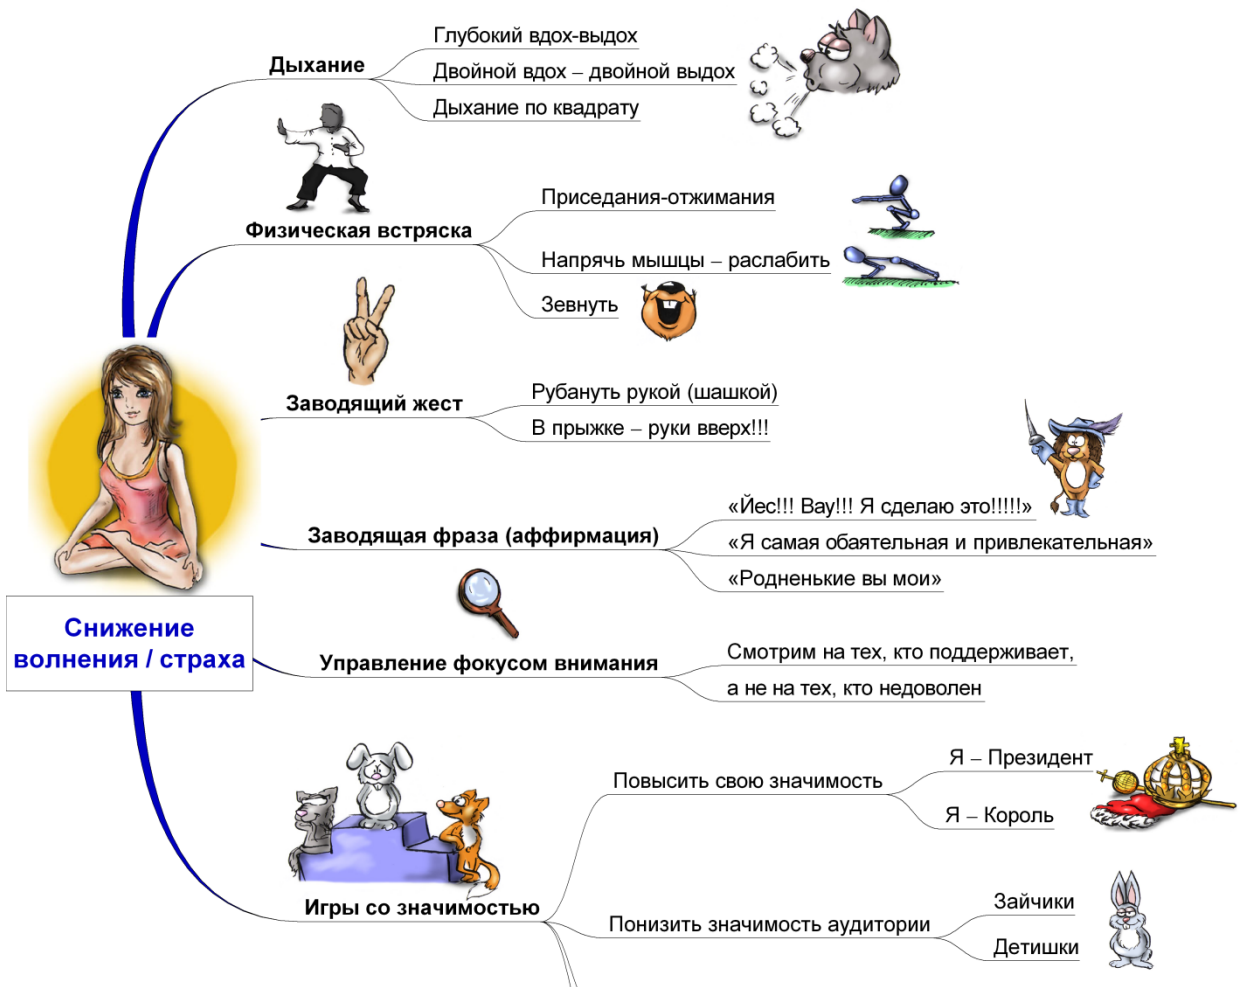 Дыхание
Глубокий вдох-выдох
Двойной вдох – двойной выдох
Дыхание по квадрату
Физическая встряска
Приседания-отжимания
Напрячь мышцы – раслабить
Зевнуть
Заводящий жест
Рубануть рукой (шашкой)
В прыжке – руки вверх!!!
Заводящая фраза (аффирмация)
«Йес!!! Вау!!! Я сделаю это!!!!!»
«Я самая обаятельная и привлекательная»
«Родненькие вы мои»
Снижение
волнения / страха
Управление фокусом внимания
Смотрим на тех, кто поддерживает,
а не на тех, кто недоволен
Игры со значимостью
Повысить свою значимость
Я – Президент
Я – Король
Понизить значимость аудитории
Зайчики
Детишки